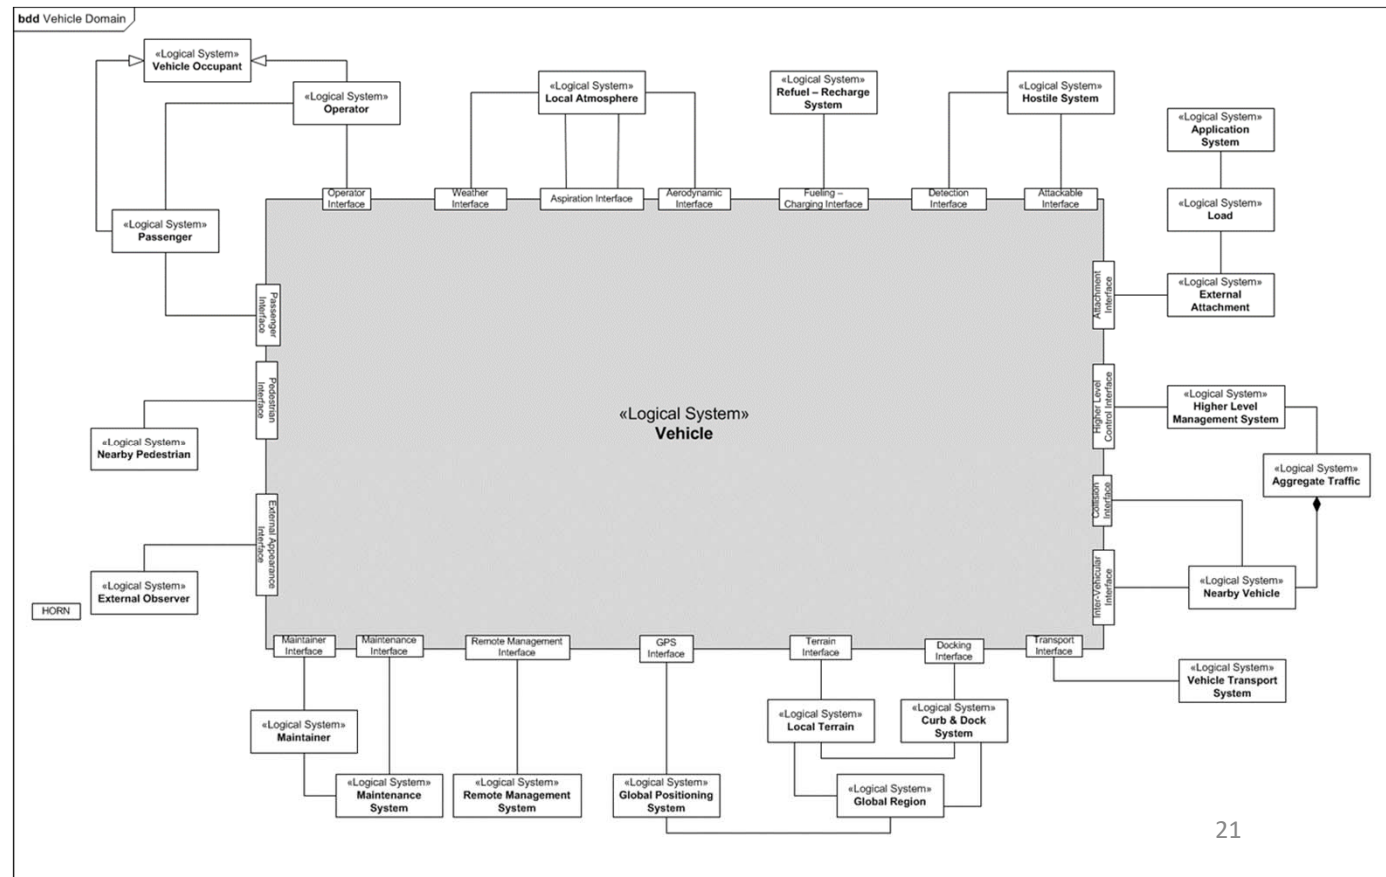 bdd Vehicle Domain
«Logical System»
Vehicle Occupant
«Logical System»
Operator
«Logical System»
Local Atmosphere
«Logical System»
Refuel – Recharge
System
«Logical System»
Hostile System
«Logical System»
Application
System
Operator
Interface
Weather
Interface
Aspiration Interface
Aerodynamic
Interface
Fueling –
Charging Interface
Detection
Interface
Attackable
Interface
«Logical System»
Load
«Logical System»
Passenger
Passenger
Interface
Attachment
Interface
«Logical System»
External
Attachment
Pedestrian
Interface
«Logical System»
Nearby Pedestrian
«Logical System»
Vehicle
Higher Level
Control Interface
«Logical System»
Higher Level
Management System
«Logical System»
Aggregate Traffic
Collision
Interface
External Appearance
Interface
«Logical System»
External Observer
HORN
Inter-Vehicular
Interface
«Logical System»
Nearby Vehicle
Maintainer
Interface
Maintenance
Interface
Remote Management
Interface
GPS
Interface
Terrain
Interface
Docking
Interface
Transport
Interface
«Logical System»
Vehicle Transport
System
«Logical System»
Maintainer
«Logical System»
Local Terrain
«Logical System»
Curb & Dock
System
«Logical System»
Maintenance
System
«Logical System»
Remote Management
System
«Logical System»
Global Positioning
System
«Logical System»
Global Region
21